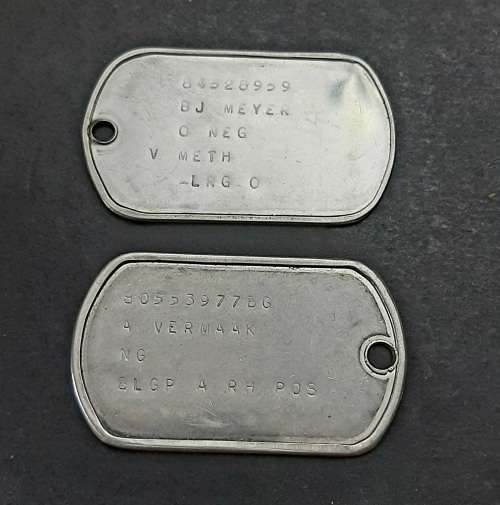 84528959
BJ MEYER
O NEG
V METH
LRG O
80553977BG
A VERMAAK
NG
BLGP A RH POS